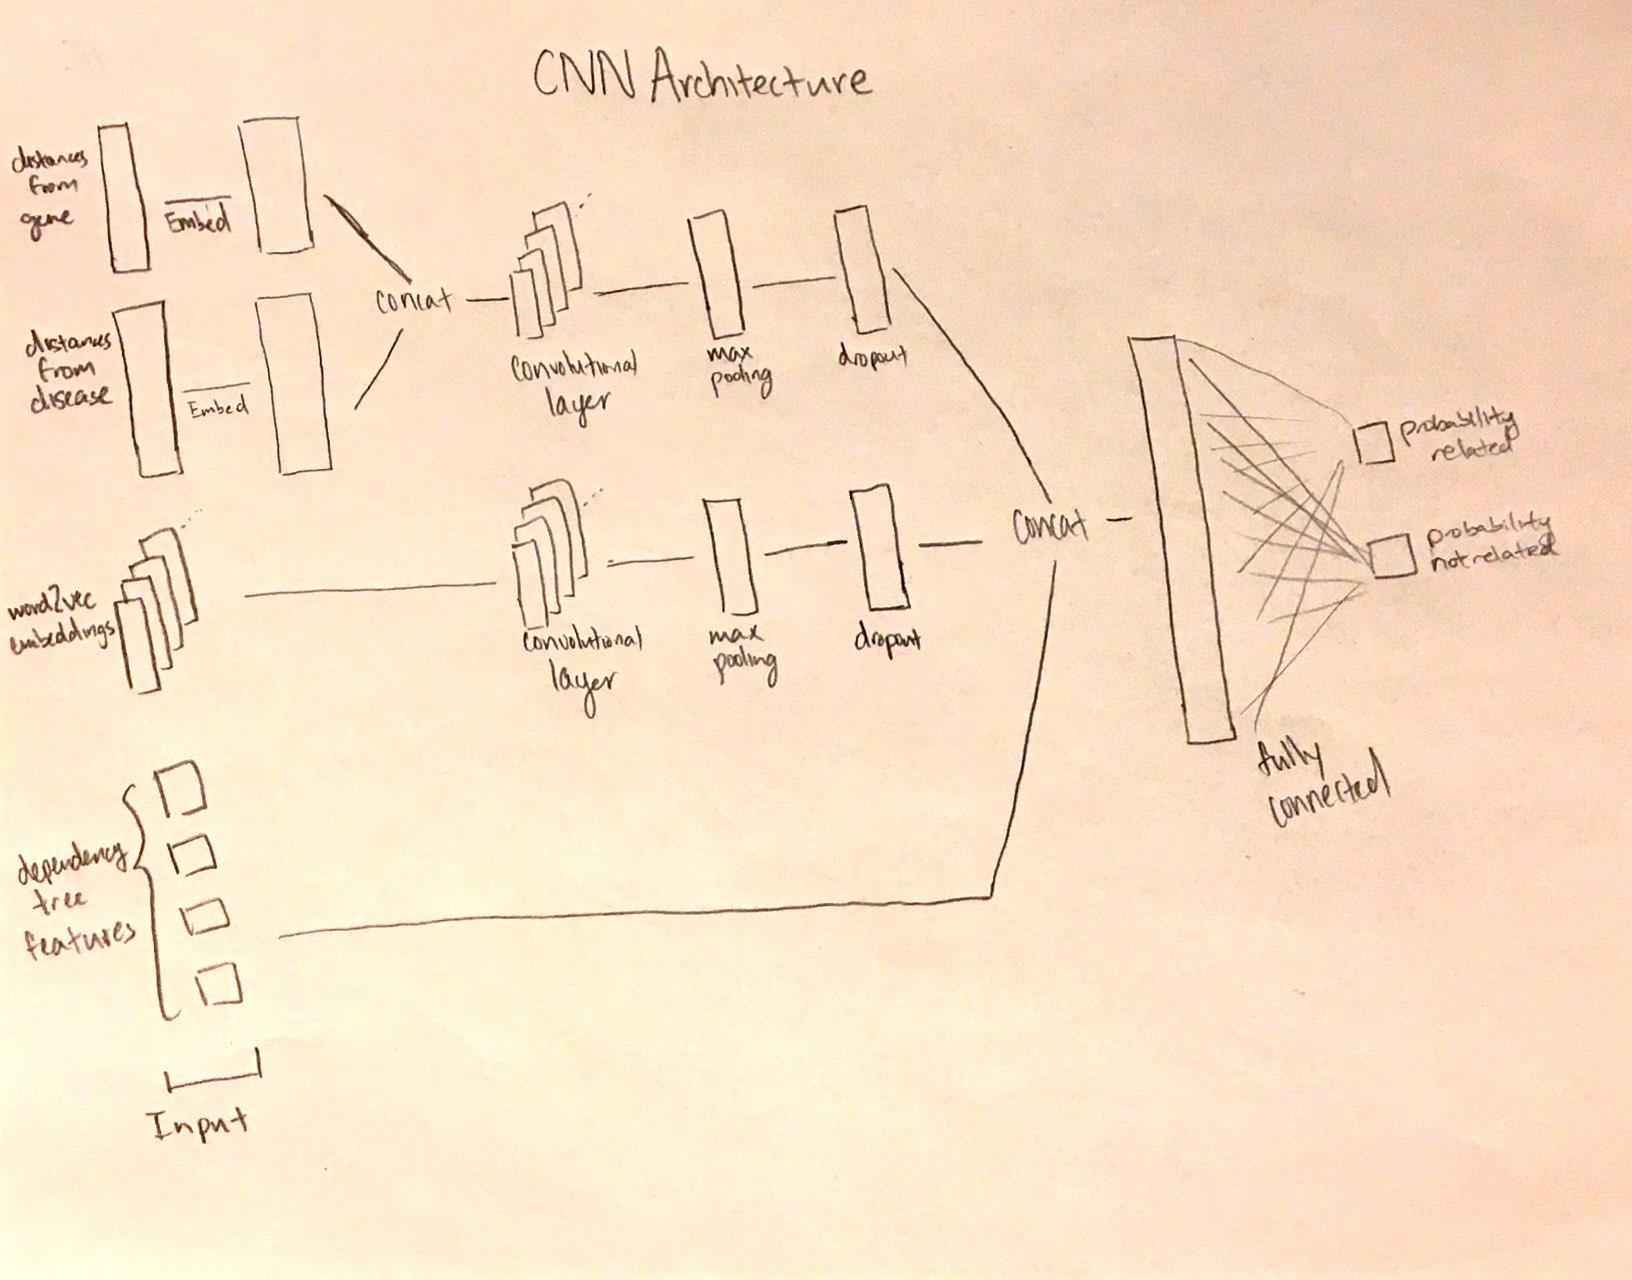 CNN Architecture
distances
from
gene
Embed
distances
from
disease
Embed
concat
convolutional
layer
max
pooling
dropout
word2vec
embeddings
convolutional
layer
max
pooling
dropout
concat
dependency
tree
features
Input
fully
connected
probability
related
probability
not related